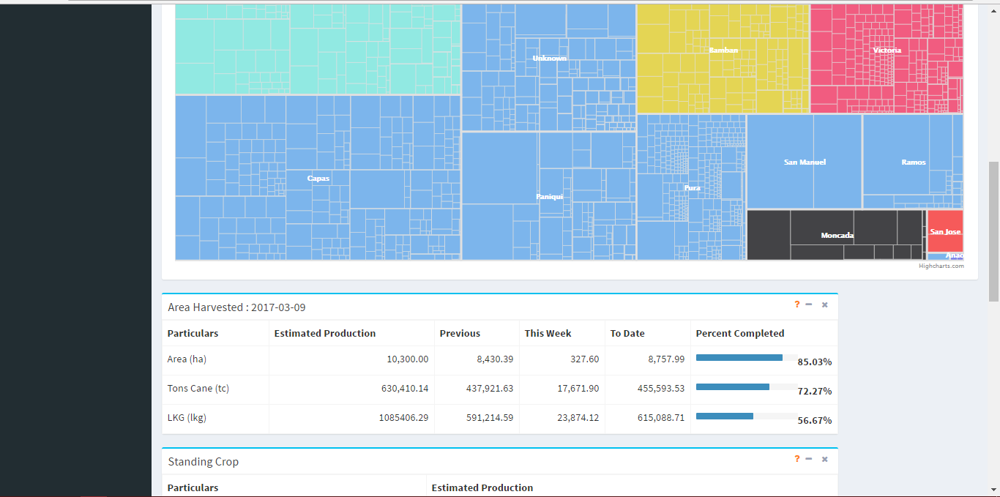 Unknown
Bamban
Victoria
Capas
Paniqui
Pura
San Manuel
Ramos
Moncada
San Jose
Anao
Highcharts.com
Area Harvested : 2017-03-09
?
Particulars Estimated Production Previous This Week To Date Percent Completed
Area (ha) 10,300.00 8,430.39 327.60 8,757.99 85.03%
Tons Cane (tc) 630,410.14 437,921.63 17,671.90 455,593.53 72.27%
LKG (lkg) 1085406.29 591,214.59 23,874.12 615,088.71 56.67%
Standing Crop
?
Particulars Estimated Production